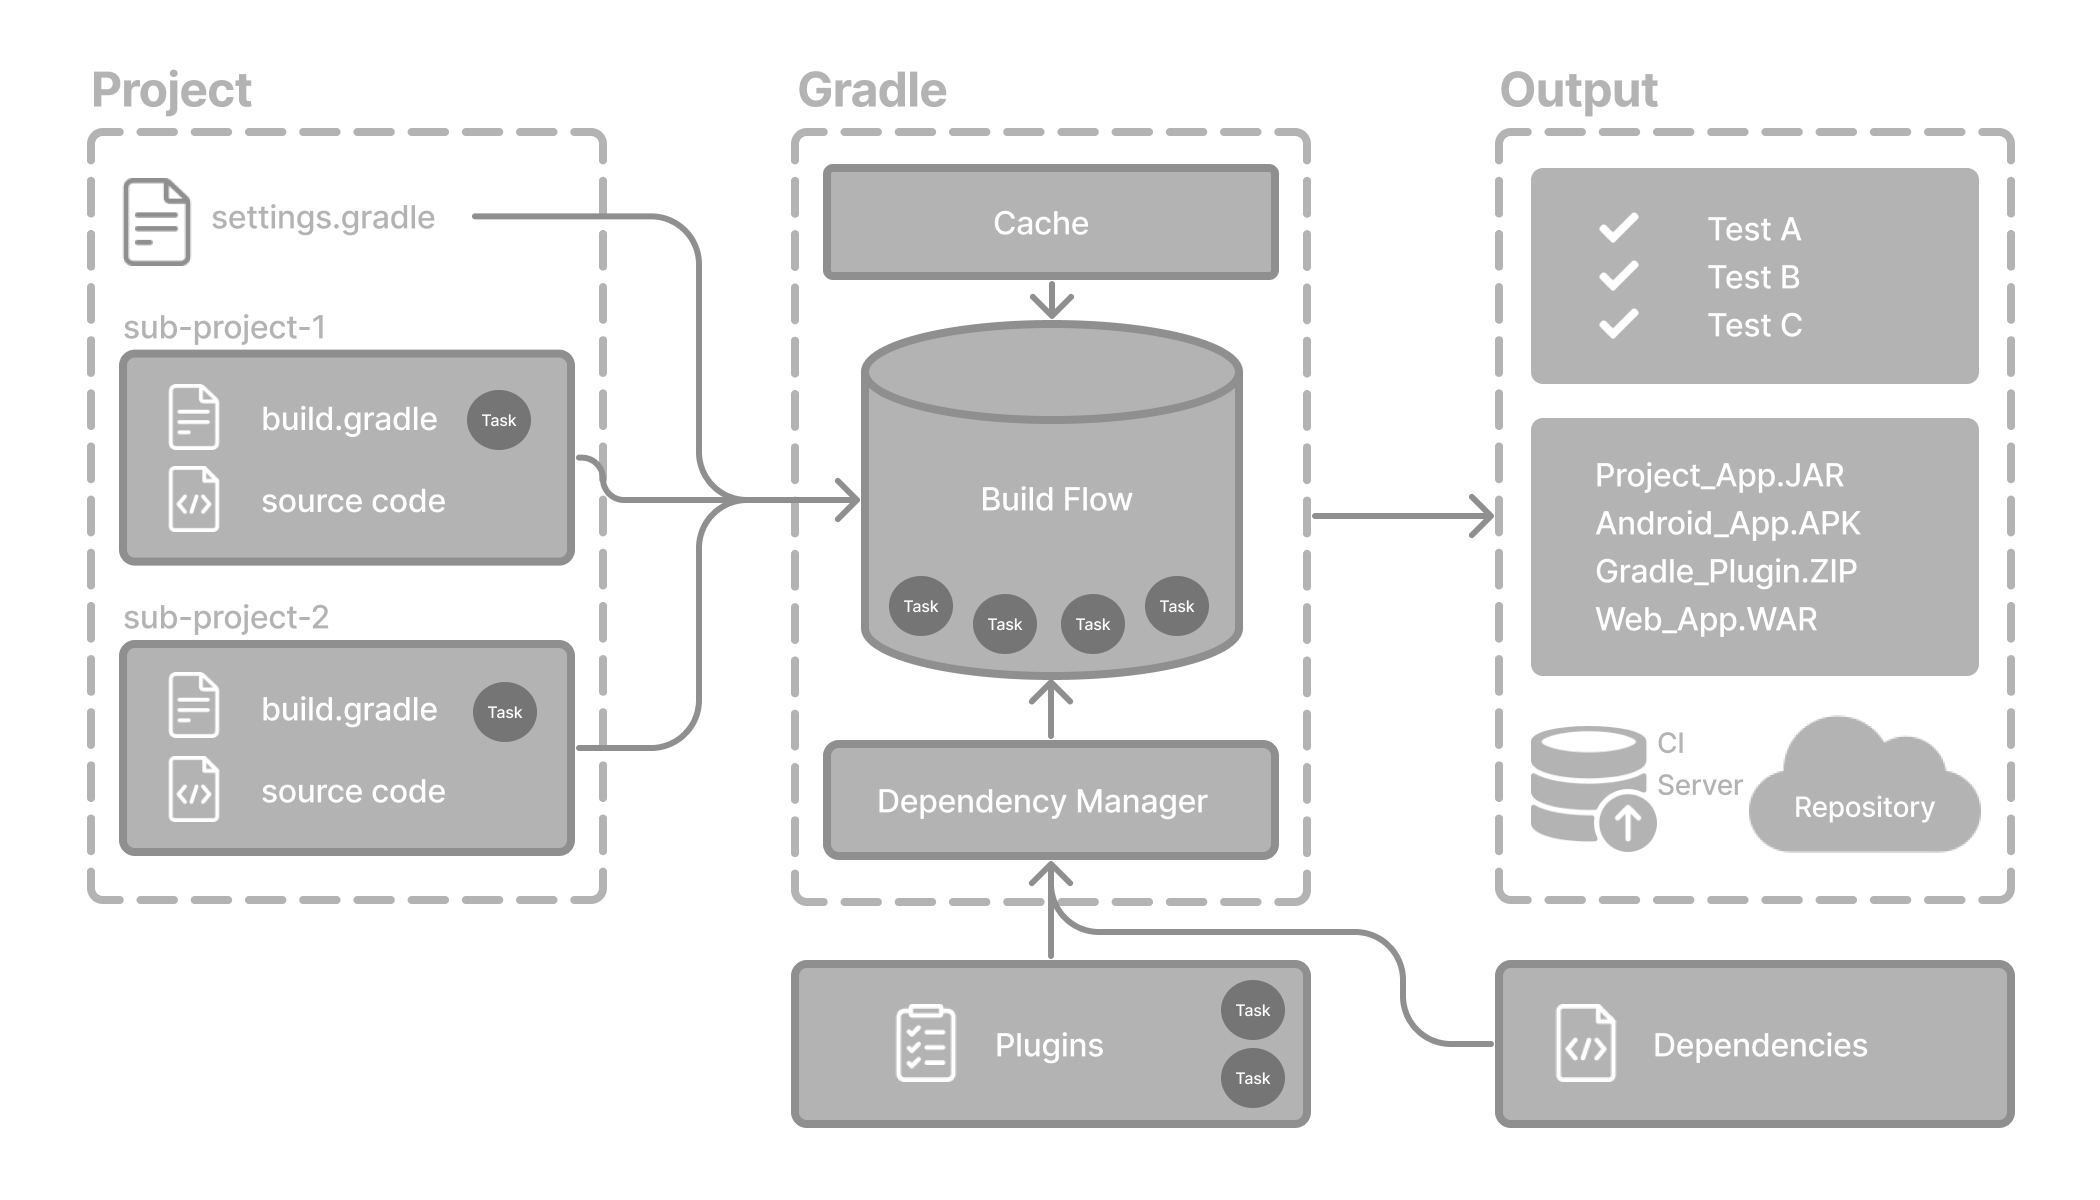 Project
settings.gradle
sub-project-1
build.gradle
Task
source code
sub-project-2
build.gradle
Task
source code
Gradle
Cache
Build Flow
Task
Task
Task
Task
Dependency Manager
Plugins
Task
Task
Output
Test A
Test B
Test C
Project_App.JAR
Android_App.APK
Gradle_Plugin.ZIP
Web_App.WAR
CI
Server
Repository
Dependencies